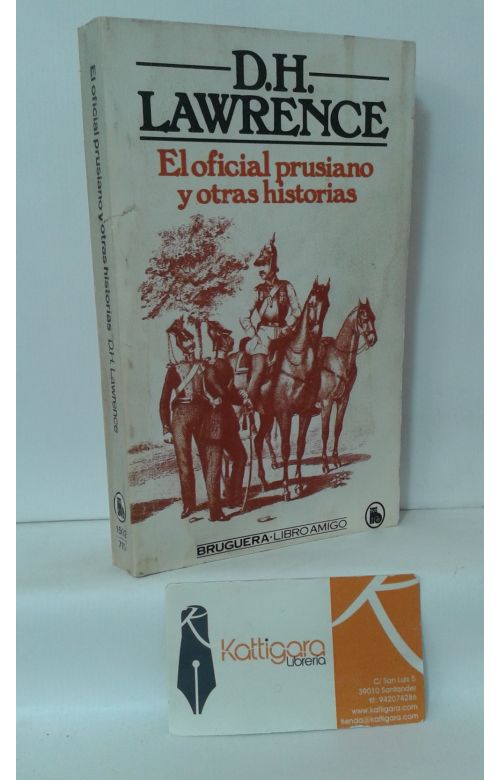 D.H.
LAWRENCE
El oficial prusiano
y otras historias
BRUGUERA·LIBRO AMIGO
El oficial prusiano y otras historias D.H. Lawrence
Kattigara
Librería
C/ San Luis 5
39010 Santander
tlf: 942074286
www.kattigara.com
tienda@kattigara.com